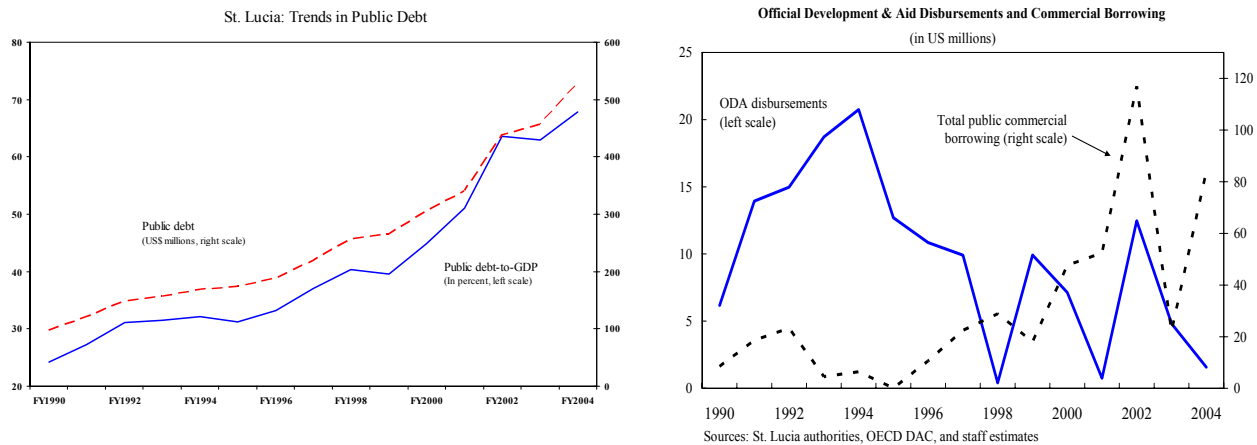 St. Lucia: Trends in Public Debt
80
70
60
50
40
30
20
600
500
400
300
200
100
0
Public debt
(US$ millions, right scale)
Public debt-to-GDP
(In percent, left scale)
FY1990
FY1992
FY1994
FY1996
FY1998
FY2000
FY2002
FY2004
Official Development & Aid Disbursements and Commercial Borrowing
(in US millions)
25
20
15
10
5
0
120
100
80
60
40
20
0
ODA disbursements
(left scale)
Total public commercial
borrowing (right scale)
1990
1992
1994
1996
1998
2000
2002
2004
Sources: St. Lucia authorities, OECD DAC, and staff estimates